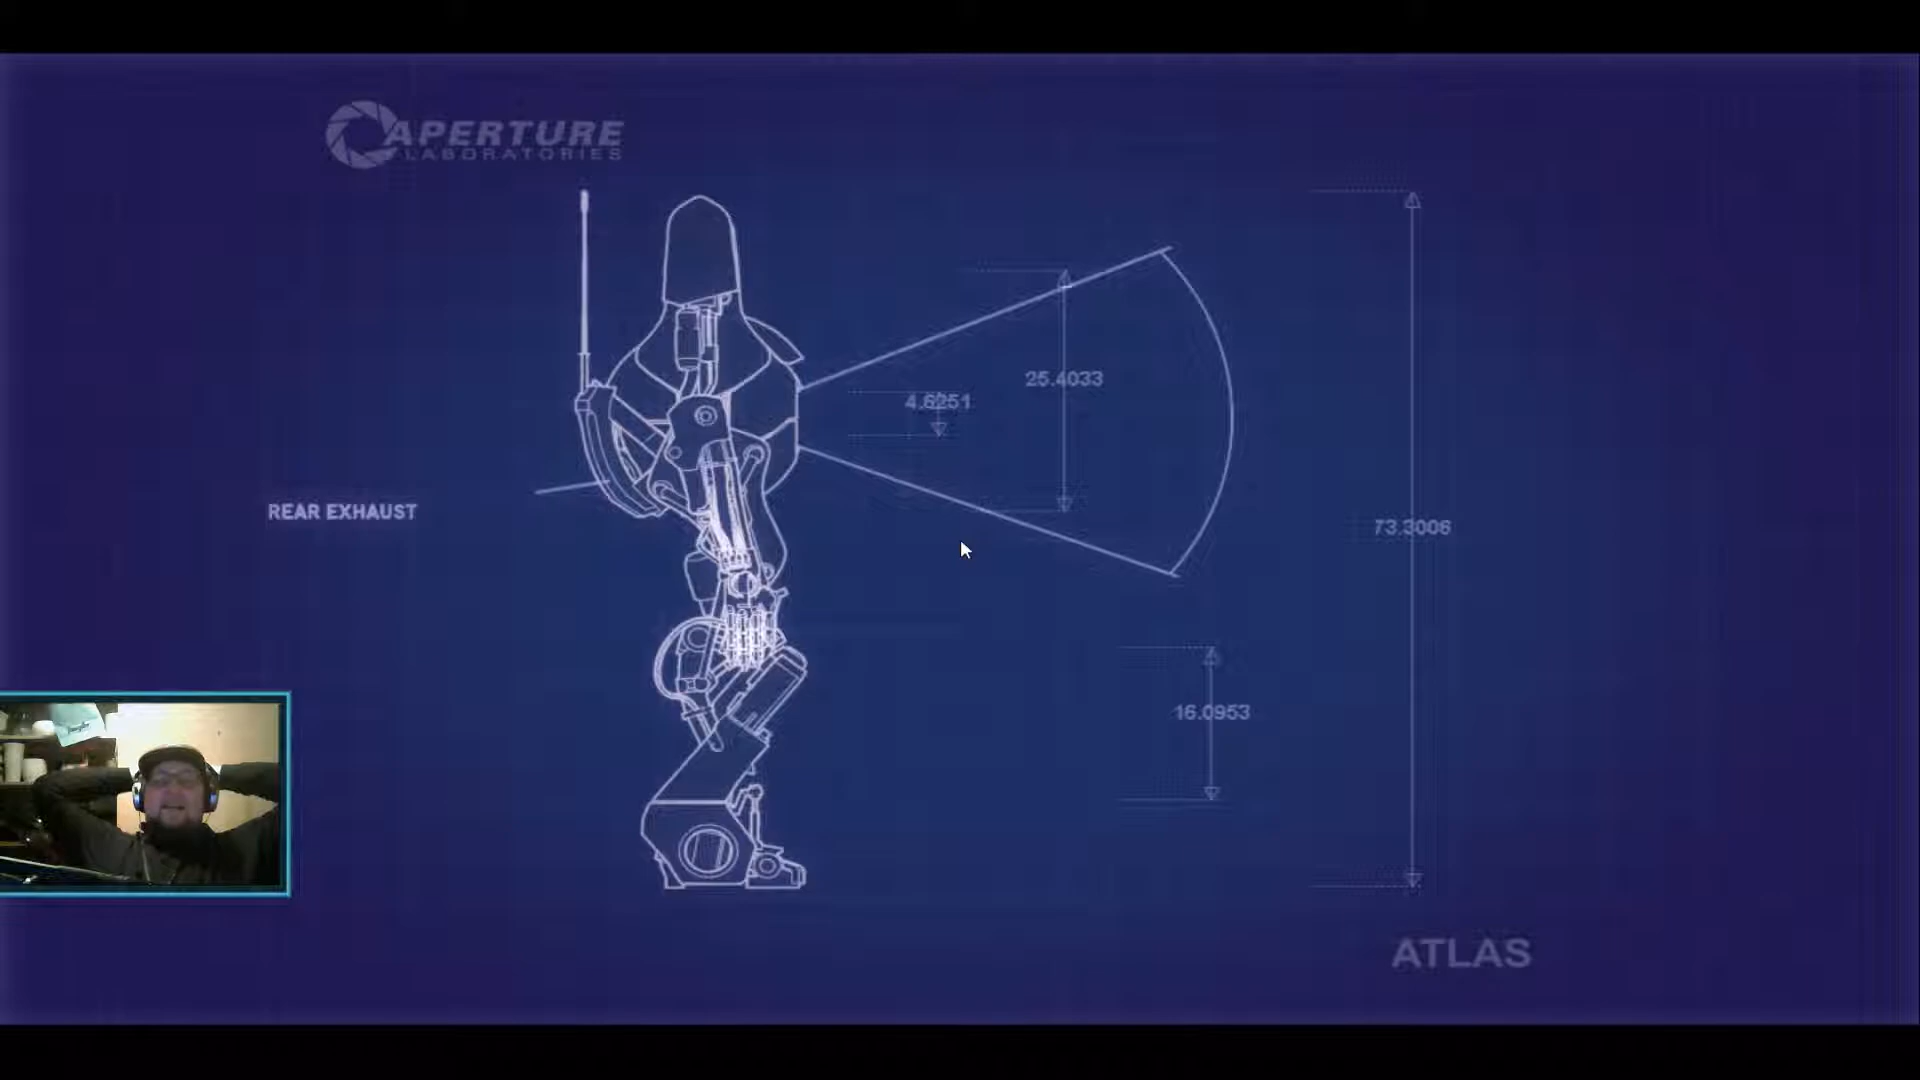 APERTURE
LABORATORIES
25.4033
4.6251
REAR EXHAUST
73.3006
16.0953
ATLAS